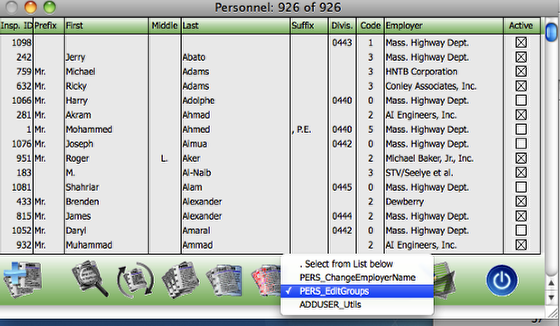 Personnel: 926 of 926
Insp. ID Prefix First Middle Last Suffix Divis. Code Employer Active
1098 0443 1 Mass. Highway Dept.
242 Jerry Abato 3 Mass. Highway Dept.
759 Mr. Michael Adams 3 HNTB Corporation
632 Mr. Ricky Adams 3 Conley Associates, Inc.
1066 Mr. Harry Adolphe 0440 0 Mass. Highway Dept.
281 Mr. Akram Ahmad 2 AI Engineers, Inc.
1 Mr. Mohammed Ahmed , P.E. 0440 5 Mass. Highway Dept.
1076 Mr. Joseph Aimua 0442 0 Mass. Highway Dept.
951 Mr. Roger L. Aker 2 Michael Baker, Jr., Inc.
183 M. Al-Naib 3 STV/Seelye et al.
1081 Shahriar Alam 0445 0 Mass. Highway Dept.
433 Mr. Brenden Alexander 2 Dewberry
815 Mr. James Alexander 0444 2 Mass. Highway Dept.
1052 Mr. Daryl Amaral 0442 0 Mass. Highway Dept.
932 Mr. Muhammad Ammad 2 AI Engineers, Inc.
. Select from List below
PERS_ChangeEmployerName
✓ PERS_EditGroups
ADDUSER_Utils